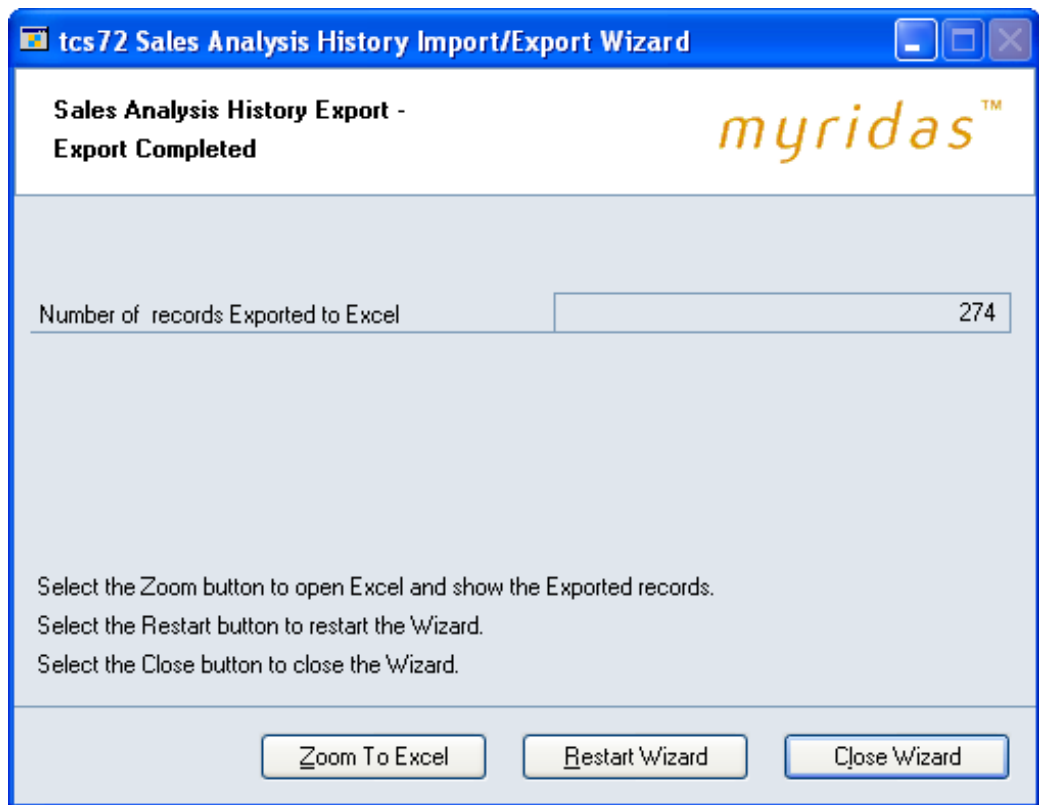 tcs72 Sales Analysis History Import/Export Wizard
Sales Analysis History Export -
Export Completed
myridas™
Number of  records Exported to Excel 274
Select the Zoom button to open Excel and show the Exported records.
Select the Restart button to restart the Wizard.
Select the Close button to close the Wizard.
Zoom To Excel Restart Wizard Close Wizard